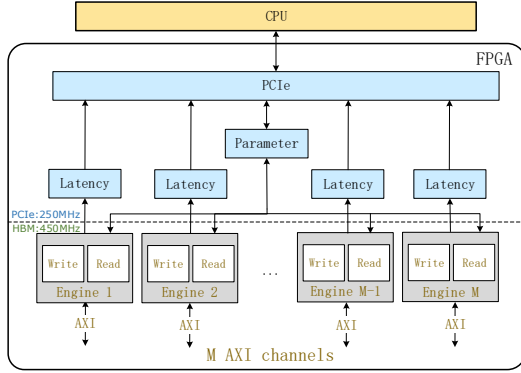 CPU
FPGA
PCIe
Parameter
Latency Latency Latency Latency
PCIe:250MHz
HBM:450MHz
Write Read Write Read Write Read Write Read
Engine 1 Engine 2 ... Engine M-1 Engine M
AXI AXI AXI AXI
M AXI channels